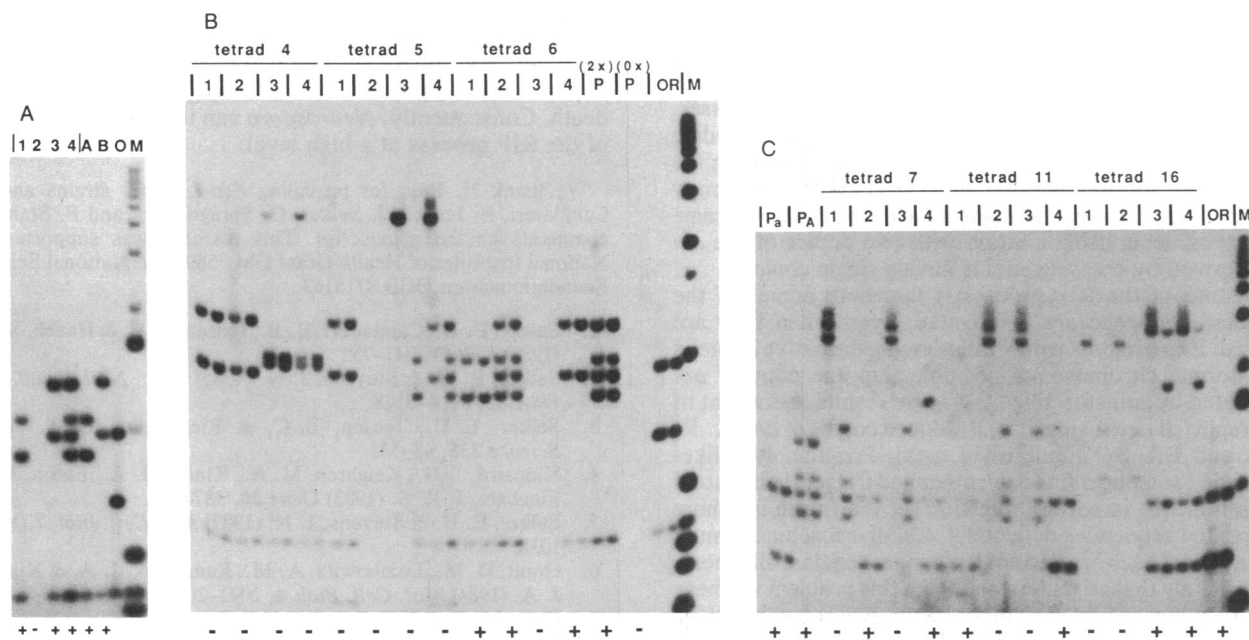 A
|1 2 3 4|A B O M
+ - + + + +
B
tetrad 4 tetrad 5 tetrad 6
(2x) (0x)
| 1 | 2 | 3 | 4 | 1 | 2 | 3 | 4 | 1 | 2 | 3 | 4 | P | P | OR | M
- - - - - - - - + + - + + -
C
tetrad 7 tetrad 11 tetrad 16
| Pa | PA | 1 | 2 | 3 | 4 | 1 | 2 | 3 | 4 | 1 | 2 | 3 | 4 | OR | M
+ + - + - + + - - + - - + + +